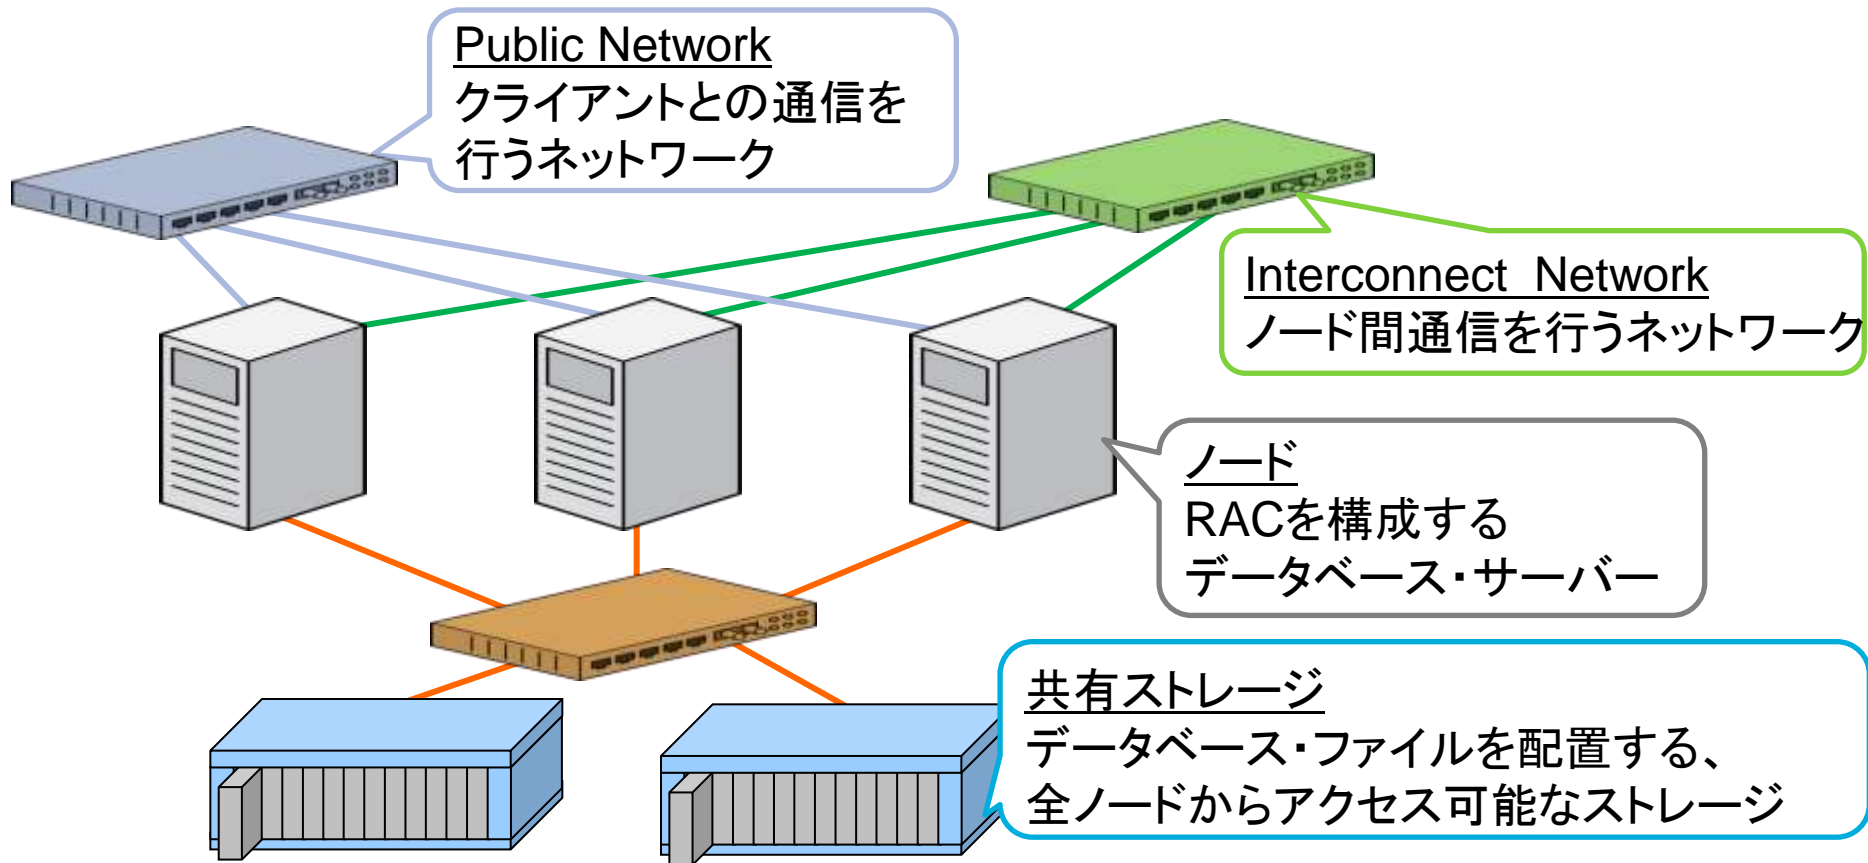 Public Network
クライアントとの通信を
行うネットワーク
Interconnect Network
ノード間通信を行うネットワーク
ノード
RACを構成する
データベース・サーバー
共有ストレージ
データベース・ファイルを配置する、
全ノードからアクセス可能なストレージ